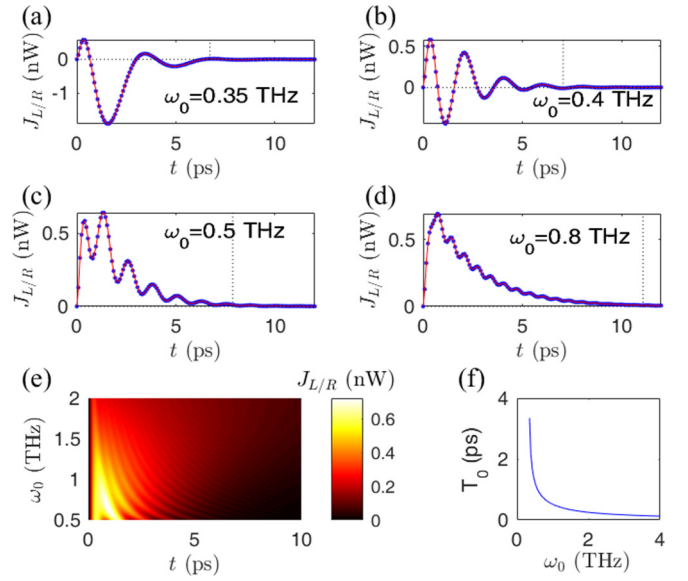 (a)
J_{L/R} (nW)
0
-1
ω_0=0.35 THz
0 5 10
t (ps)
(b)
J_{L/R} (nW)
0.5
0
ω_0=0.4 THz
0 5 10
t (ps)
(c)
J_{L/R} (nW)
0.5
0
ω_0=0.5 THz
0 5 10
t (ps)
(d)
J_{L/R} (nW)
0.5
0
ω_0=0.8 THz
0 5 10
t (ps)
(e)
ω_0 (THz)
2
1.5
1
0.5
0 5 10
t (ps)
J_{L/R} (nW)
0.6
0.4
0.2
0
(f)
T_0 (ps)
4
2
0
0 2 4
ω_0 (THz)